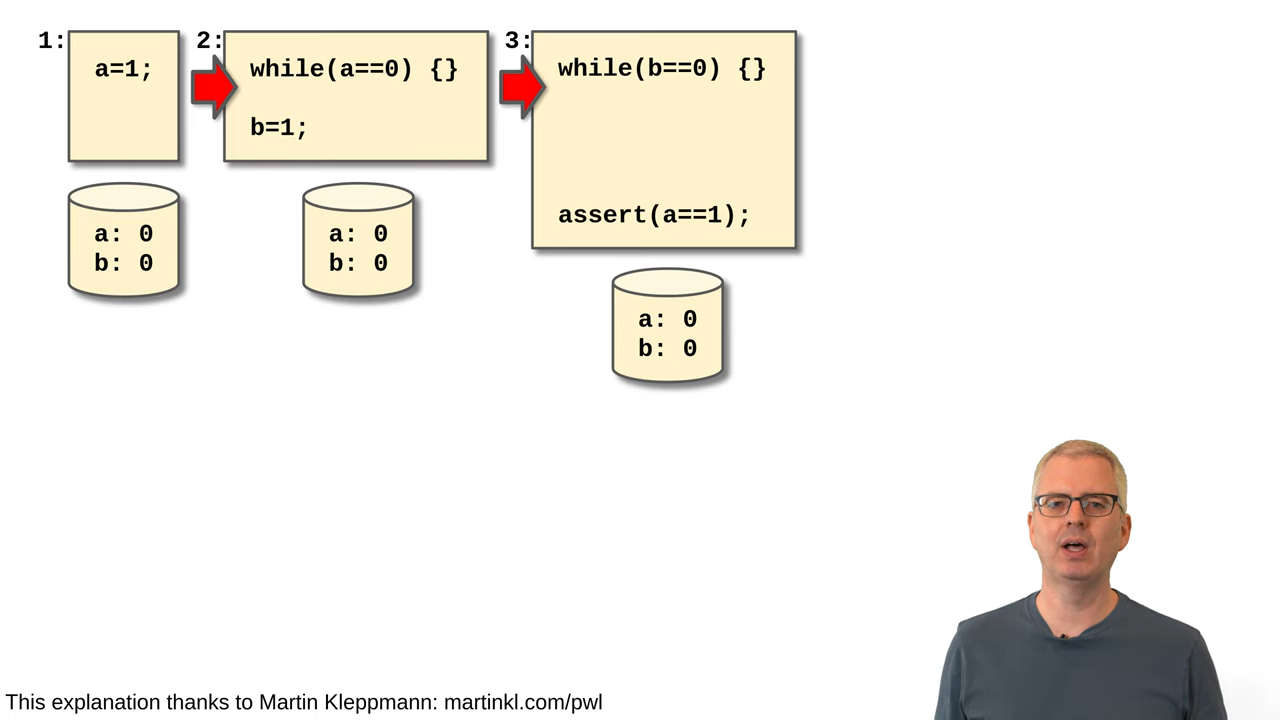 1:
a=1;
a: 0
b: 0
2:
while(a==0) {}
b=1;
a: 0
b: 0
3:
while(b==0) {}
assert(a==1);
a: 0
b: 0
This explanation thanks to Martin Kleppmann: martinkl.com/pwl